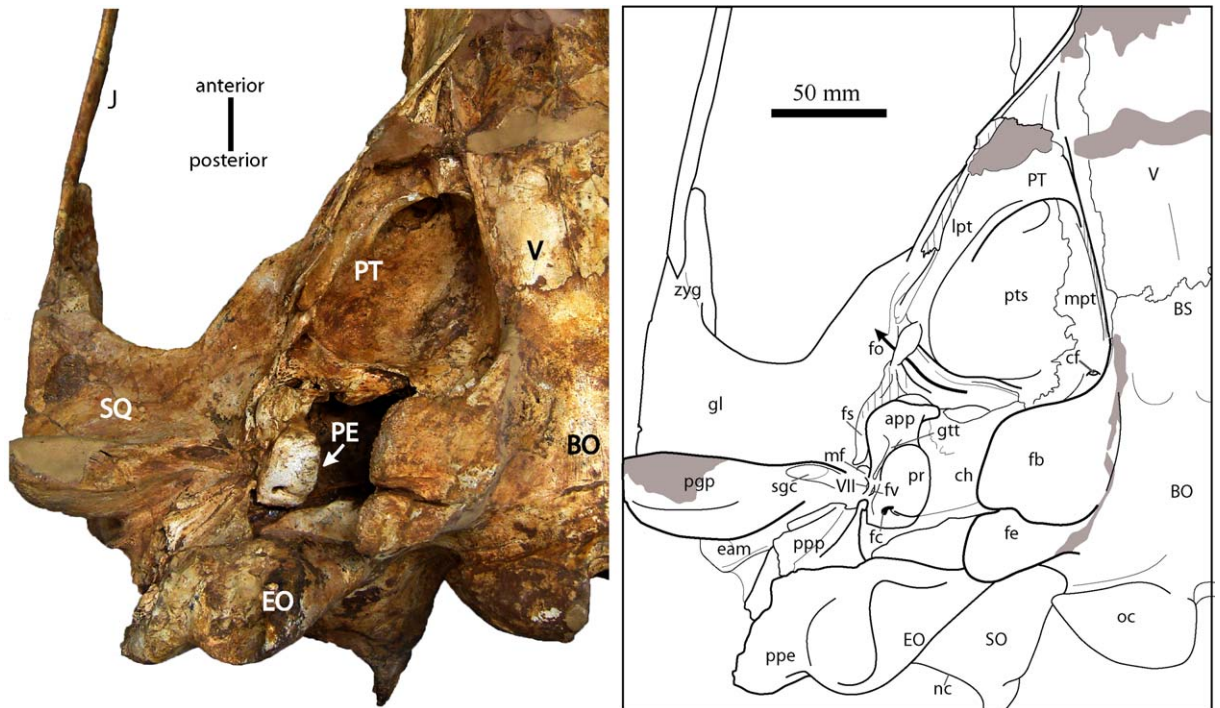 J
anterior
posterior
PT
V
SQ
PE
BO
EO
50 mm
PT
V
lpt
zyg
pts
mpt
BS
fo
cf
gl
app
fs
gtt
mf
pr
ch
fb
pgp
sgc
VII
fv
BO
eam
ppp
fc
fe
EO
SO
oc
ppe
nc